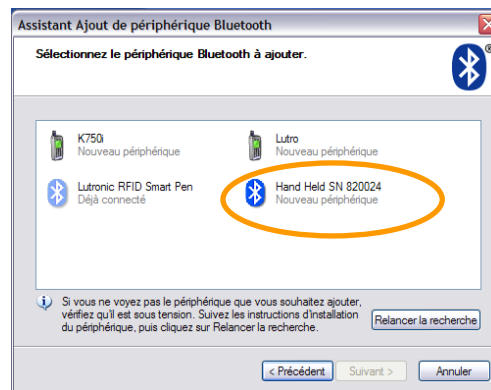 Assistant Ajout de périphérique Bluetooth
Sélectionnez le périphérique Bluetooth à ajouter.
®
K750i
Nouveau périphérique
Lutro
Nouveau périphérique
Lutronic RFID Smart Pen
Déjà connecté
Hand Held SN 820024
Nouveau périphérique
Si vous ne voyez pas le périphérique que vous souhaitez ajouter,
vérifiez qu'il est sous tension. Suivez les instructions d'installation
du périphérique, puis cliquez sur Relancer la recherche.
Relancer la recherche
< Précédent
Suivant >
Annuler